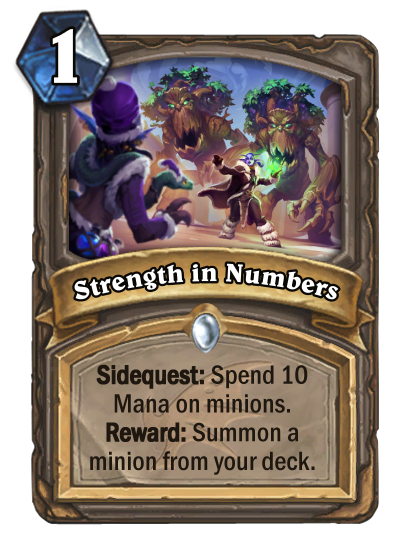 1
Strength in Numbers
Sidequest: Spend 10
Mana on minions.
Reward: Summon a
minion from your deck.